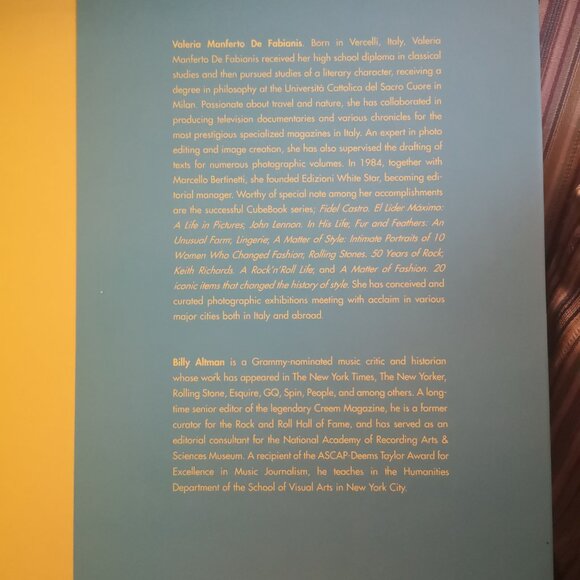 Valeria Manferto De Fabianis. Born in Vercelli, Italy, Valeria
Manferto De Fabianis received her high school diploma in classical
studies and then pursued studies of a literary character, receiving a
degree in philosophy at the Università Cattolica del Sacro Cuore in
Milan. Passionate about travel and nature, she has collaborated in
producing television documentaries and various chronicles for the
most prestigious specialized magazines in Italy. An expert in photo
editing and image creation, she has also supervised the drafting of
texts for numerous photographic volumes. In 1984, together with
Marcello Bertinetti, she founded Edizioni White Star, becoming edi-
torial manager. Worthy of special note among her accomplishments
are the successful CubeBook series; Fidel Castro. El Líder Máximo:
A Life in Pictures; John Lennon. In His Life; Fur and Feathers: An
Unusual Farm; Lingerie; A Matter of Style: Intimate Portraits of 10
Women Who Changed Fashion; Rolling Stones. 50 Years of Rock;
Keith Richards. A Rock'n'Roll Life; and A Matter of Fashion. 20
iconic items that changed the history of style. She has conceived and
curated photographic exhibitions meeting with acclaim in various
major cities both in Italy and abroad.
Billy Altman is a Grammy-nominated music critic and historian
whose work has appeared in The New York Times, The New Yorker,
Rolling Stone, Esquire, GQ, Spin, People, and among others. A long-
time senior editor of the legendary Creem Magazine, he is a former
curator for the Rock and Roll Hall of Fame, and has served as an
editorial consultant for the National Academy of Recording Arts &
Sciences Museum. A recipient of the ASCAP-Deems Taylor Award for
Excellence in Music Journalism, he teaches in the Humanities
Department of the School of Visual Arts in New York City.